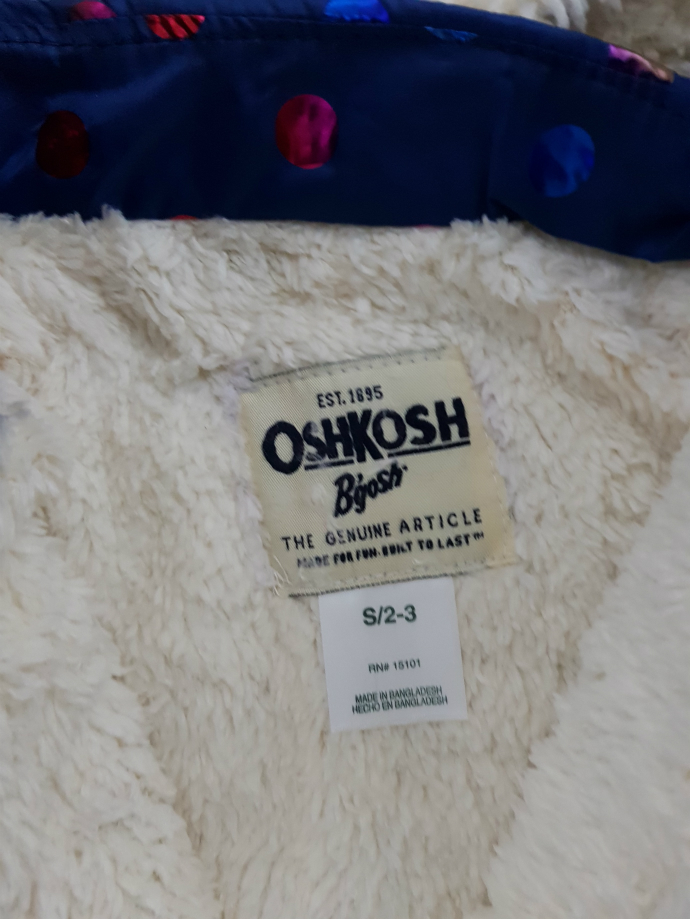 EST. 1895
OSHKOSH
B'gosh
THE GENUINE ARTICLE
MADE FOR FUN. BUILT TO LAST™
S/2-3
RN# 15101
MADE IN BANGLADESH
HECHO EN BANGLADESH